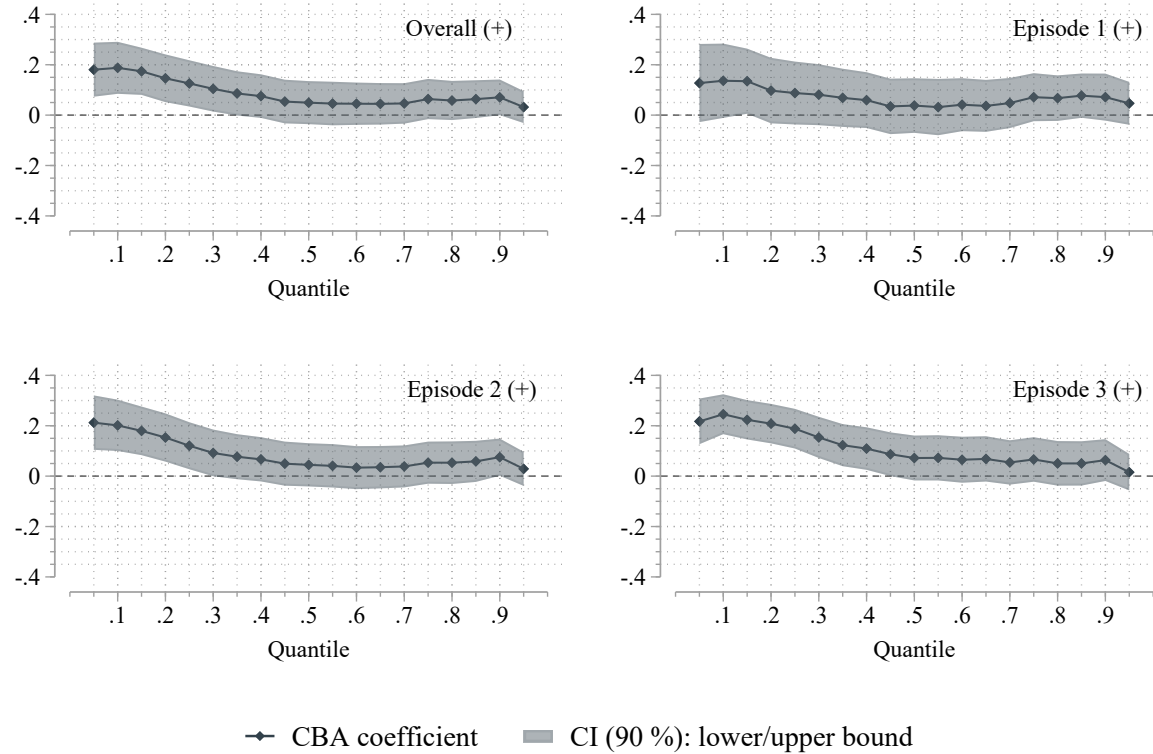 Overall (+)
.4
.2
0
-.2
-.4
.1 .2 .3 .4 .5 .6 .7 .8 .9
Quantile
Episode 1 (+)
.4
.2
0
-.2
-.4
.1 .2 .3 .4 .5 .6 .7 .8 .9
Quantile
Episode 2 (+)
.4
.2
0
-.2
-.4
.1 .2 .3 .4 .5 .6 .7 .8 .9
Quantile
Episode 3 (+)
.4
.2
0
-.2
-.4
.1 .2 .3 .4 .5 .6 .7 .8 .9
Quantile
CBA coefficient
CI (90 %): lower/upper bound